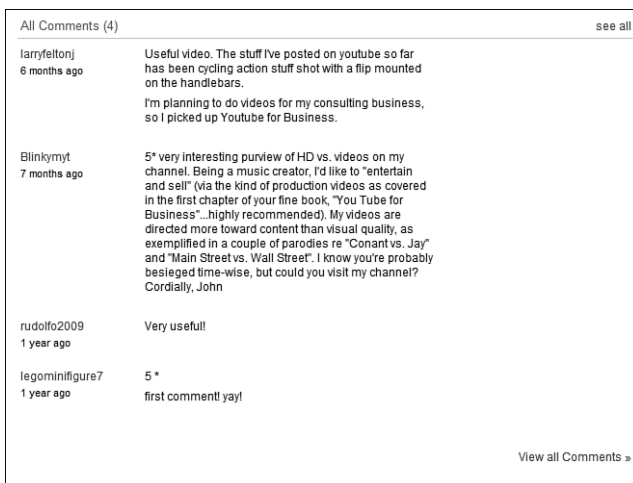 All Comments (4) see all
larryfeltonj
6 months ago
Useful video. The stuff I've posted on youtube so far
has been cycling action stuff shot with a flip mounted
on the handlebars.
I'm planning to do videos for my consulting business,
so I picked up Youtube for Business.
Blinkymyt
7 months ago
5* very interesting purview of HD vs. videos on my
channel. Being a music creator, I'd like to "entertain
and sell" (via the kind of production videos as covered
in the first chapter of your fine book, "You Tube for
Business"...highly recommended). My videos are
directed more toward content than visual quality, as
exemplified in a couple of parodies re "Conant vs. Jay"
and "Main Street vs. Wall Street". I know you're probably
besieged time-wise, but could you visit my channel?
Cordially, John
rudolfo2009
1 year ago
Very useful!
legominifigure7
1 year ago
5 *
first comment! yay!
View all Comments »